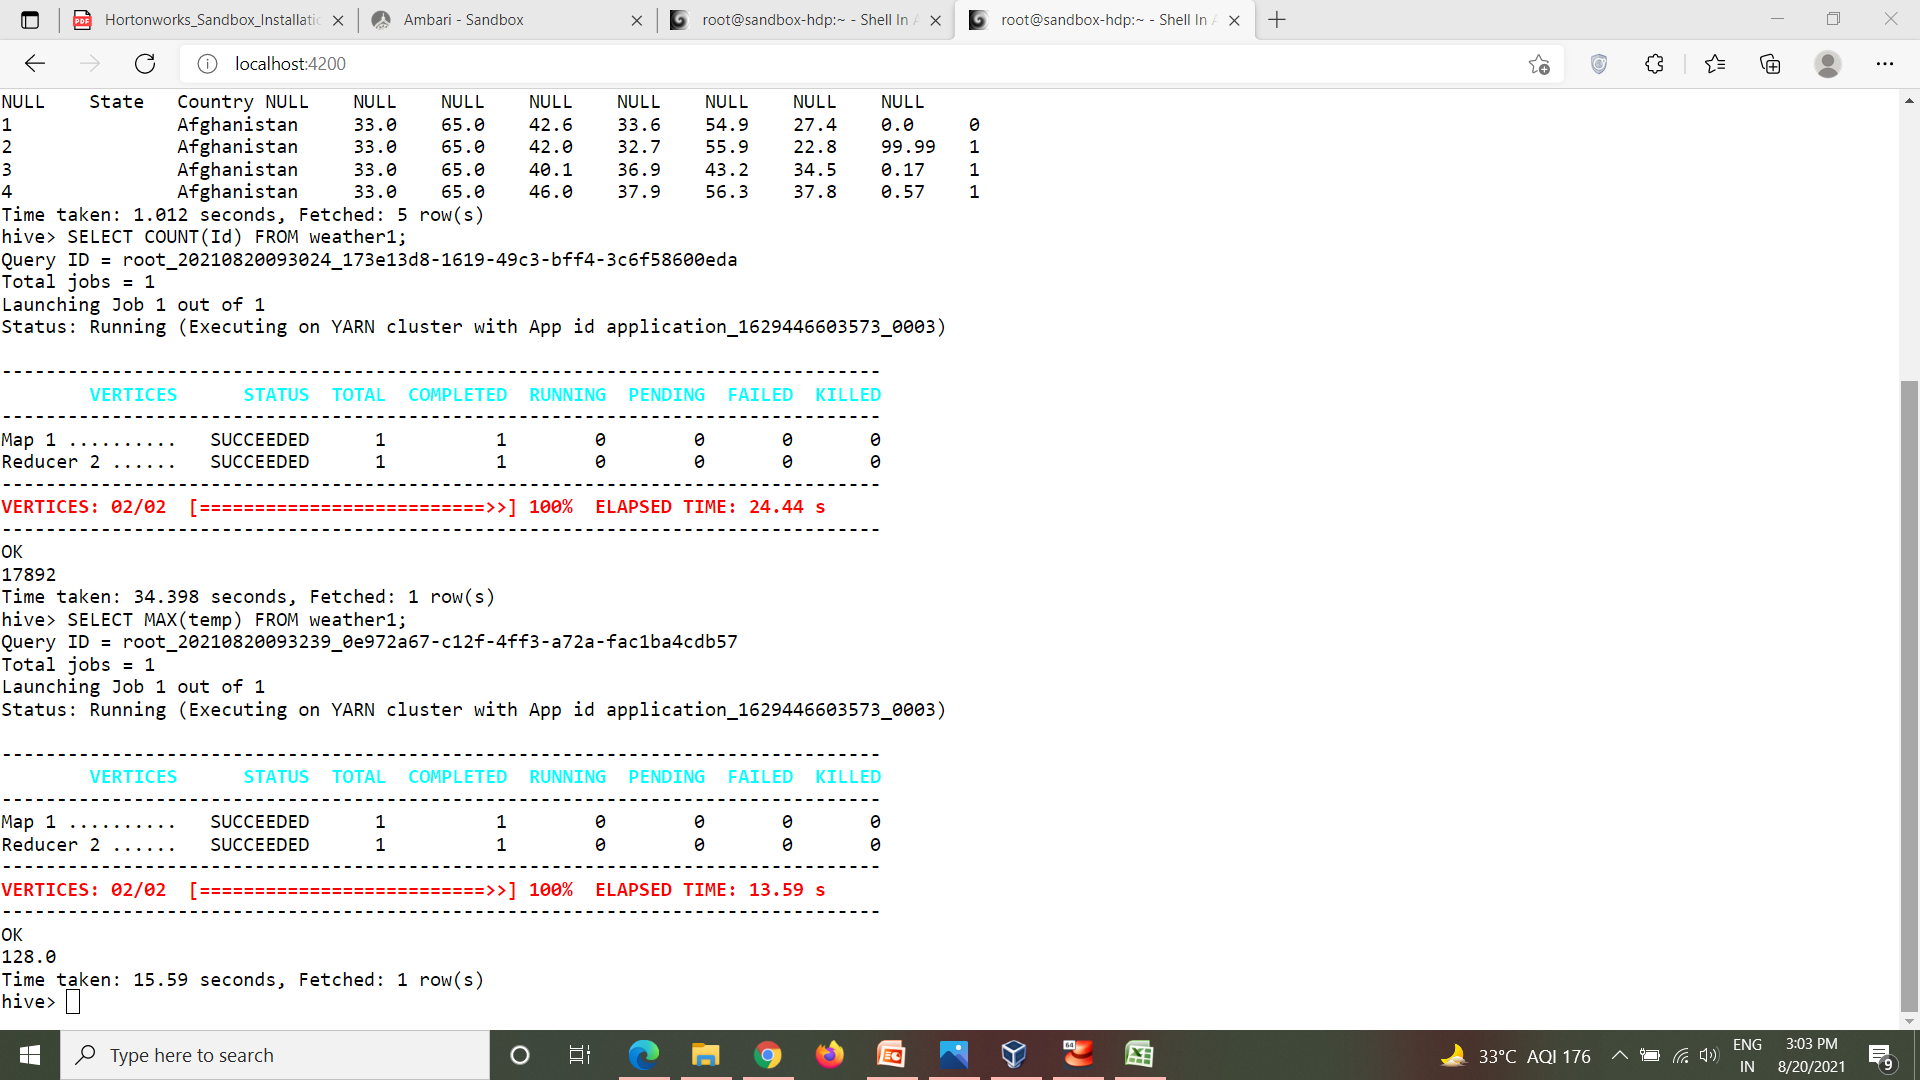 Hortonworks_Sandbox_Installatio
Ambari - Sandbox
root@sandbox-hdp:~ - Shell In A
root@sandbox-hdp:~ - Shell In A
localhost:4200
NULL State Country NULL NULL NULL NULL NULL NULL NULL NULL
1 Afghanistan 33.0 65.0 42.6 33.6 54.9 27.4 0.0 0
2 Afghanistan 33.0 65.0 42.0 32.7 55.9 22.8 99.99 1
3 Afghanistan 33.0 65.0 40.1 36.9 43.2 34.5 0.17 1
4 Afghanistan 33.0 65.0 46.0 37.9 56.3 37.8 0.57 1
Time taken: 1.012 seconds, Fetched: 5 row(s)
hive> SELECT COUNT(Id) FROM weather1;
Query ID = root_20210820093024_173e13d8-1619-49c3-bff4-3c6f58600eda
Total jobs = 1
Launching Job 1 out of 1
Status: Running (Executing on YARN cluster with App id application_1629446603573_0003)
--------------------------------------------------------------------------------
VERTICES STATUS TOTAL COMPLETED RUNNING PENDING FAILED KILLED
--------------------------------------------------------------------------------
Map 1 .......... SUCCEEDED 1 1 0 0 0 0
Reducer 2 ...... SUCCEEDED 1 1 0 0 0 0
--------------------------------------------------------------------------------
VERTICES: 02/02 [==========================>>] 100% ELAPSED TIME: 24.44 s
--------------------------------------------------------------------------------
OK
17892
Time taken: 34.398 seconds, Fetched: 1 row(s)
hive> SELECT MAX(temp) FROM weather1;
Query ID = root_20210820093239_0e972a67-c12f-4ff3-a72a-fac1ba4cdb57
Total jobs = 1
Launching Job 1 out of 1
Status: Running (Executing on YARN cluster with App id application_1629446603573_0003)
--------------------------------------------------------------------------------
VERTICES STATUS TOTAL COMPLETED RUNNING PENDING FAILED KILLED
--------------------------------------------------------------------------------
Map 1 .......... SUCCEEDED 1 1 0 0 0 0
Reducer 2 ...... SUCCEEDED 1 1 0 0 0 0
--------------------------------------------------------------------------------
VERTICES: 02/02 [==========================>>] 100% ELAPSED TIME: 13.59 s
--------------------------------------------------------------------------------
OK
128.0
Time taken: 15.59 seconds, Fetched: 1 row(s)
hive>
Type here to search
33°C AQI 176
ENG
IN
3:03 PM
8/20/2021
9